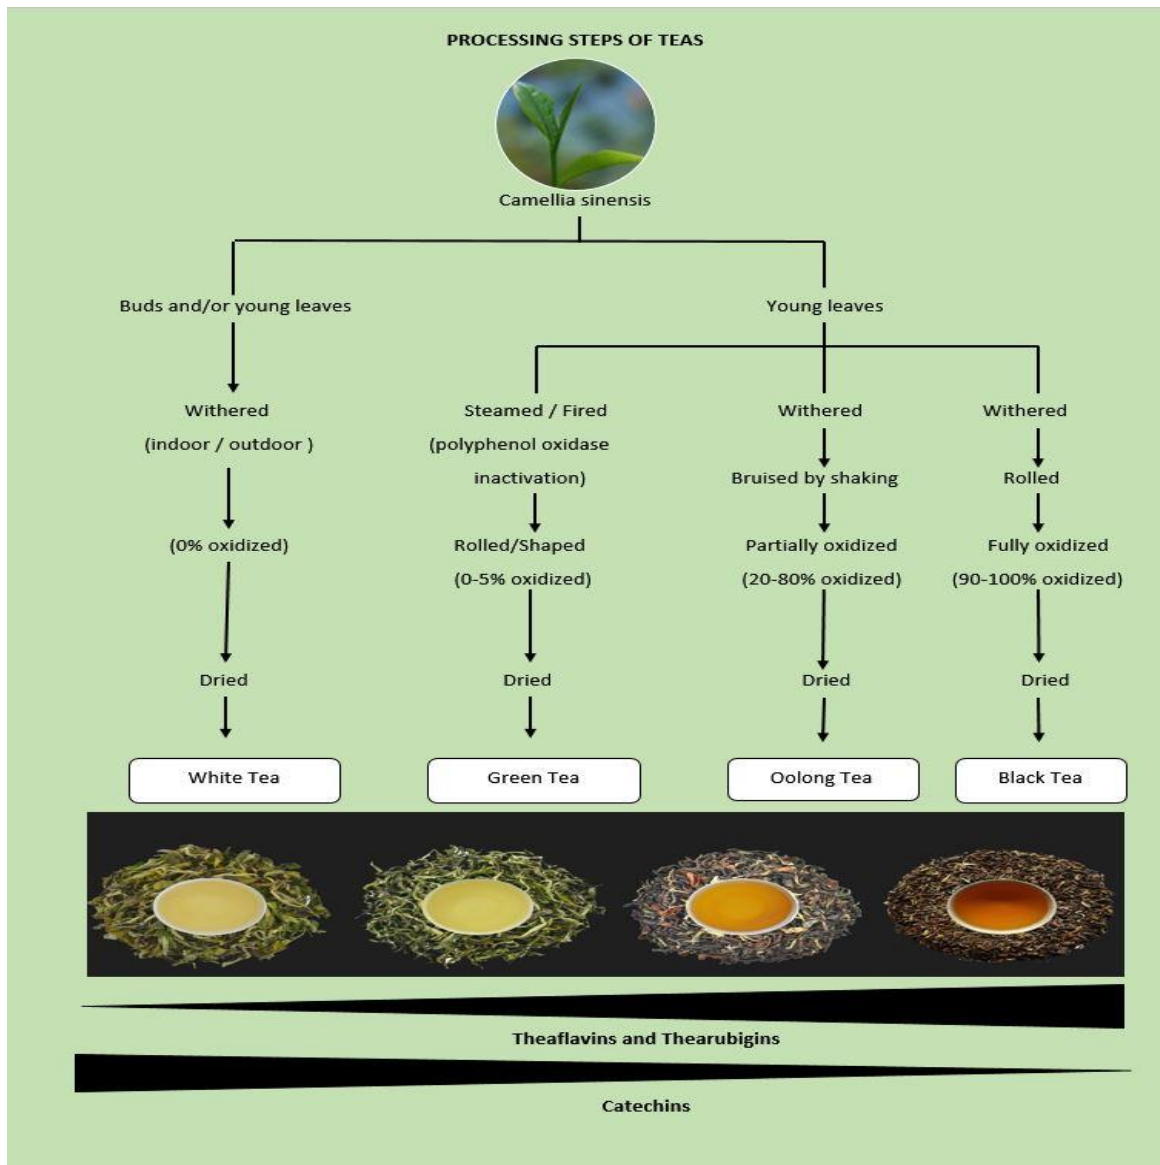 PROCESSING STEPS OF TEAS
Camellia sinensis
Buds and/or young leaves
Young leaves
Withered
(indoor / outdoor )
(0% oxidized)
Dried
White Tea
Steamed / Fired
(polyphenol oxidase
inactivation)
Rolled/Shaped
(0-5% oxidized)
Dried
Green Tea
Withered
Bruised by shaking
Partially oxidized
(20-80% oxidized)
Dried
Oolong Tea
Withered
Rolled
Fully oxidized
(90-100% oxidized)
Dried
Black Tea
Theaflavins and Thearubigins
Catechins